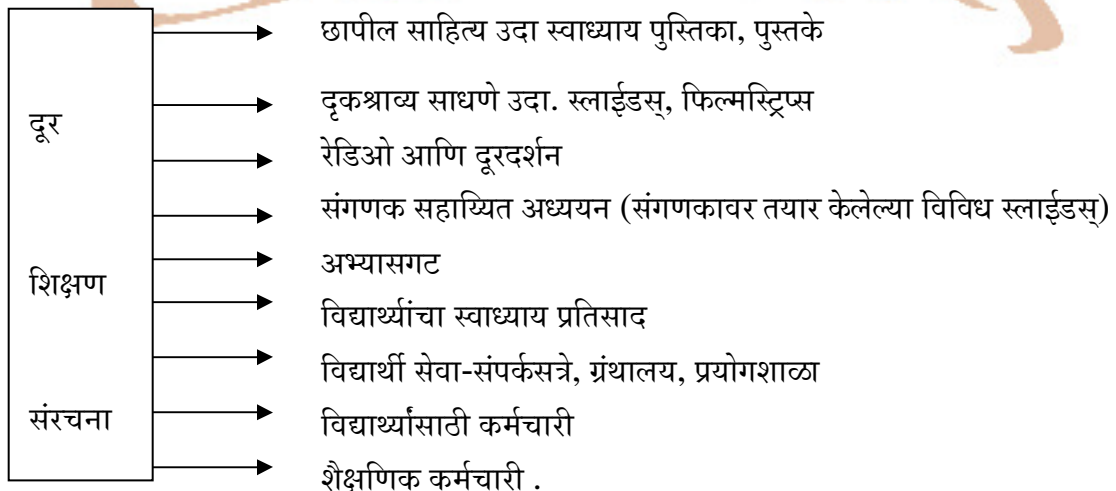 छापील साहित्य उदा स्वाध्याय पुस्तिका, पुस्तके
दृकश्राव्य साधणे उदा. स्लाईडस्, फिल्मस्ट्रिप्स
दूर
रेडिओ आणि दूरदर्शन
संगणक सहाय्यित अध्ययन (संगणकावर तयार केलेल्या विविध स्लाईडस्)
अभ्यासगट
शिक्षण
विद्यार्थ्यांचा स्वाध्याय प्रतिसाद
विद्यार्थी सेवा-संपर्कसत्रे, ग्रंथालय, प्रयोगशाळा
संरचना
विद्यार्थ्यांसाठी कर्मचारी
शैक्षणिक कर्मचारी .